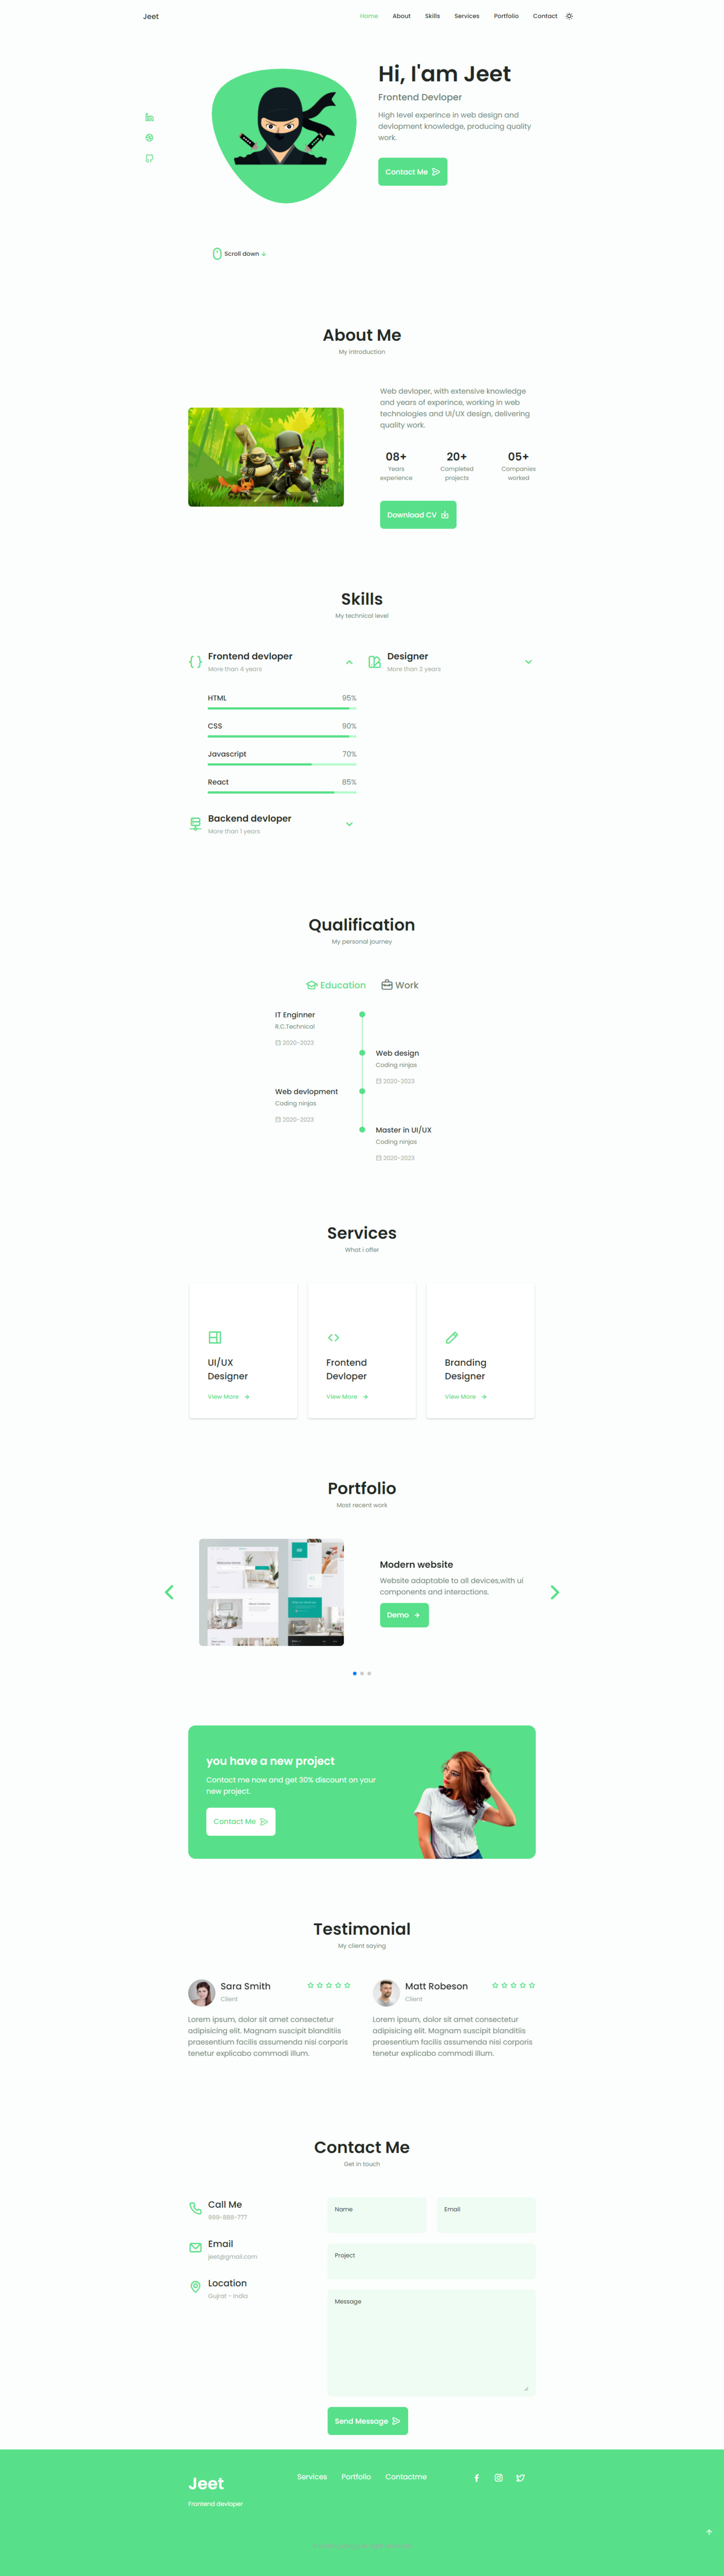 Jeet
Home About Skills Services Portfolio Contact
Hi, I'am Jeet
Frontend Devloper
High level experince in web design and
devlopment knowledge, producing quality
work.
Contact Me
Scroll down
About Me
My introduction
Web devloper, with extensive knowledge
and years of experince, working in web
technologies and UI/UX design, delivering
quality work.
08+ 20+ 05+
Years Completed Companies
experience projects worked
Download CV
Skills
My technical level
Frontend devloper
More than 4 years
HTML 95%
CSS 90%
Javascript 70%
React 85%
Backend devloper
More than 1 years
Designer
More than 2 years
Qualification
My personal journey
Education Work
IT Enginner
R.C.Technical
2020-2023
Web design
Coding ninjas
2020-2023
Web devlopment
Coding ninjas
2020-2023
Master in UI/UX
Coding ninjas
2020-2023
Services
What i offer
UI/UX
Designer
View More
Frontend
Devloper
View More
Branding
Designer
View More
Portfolio
Most recent work
Modern website
Website adaptable to all devices,with ui
components and interactions.
Demo
you have a new project
Contact me now and get 30% discount on your
new project.
Contact Me
Testimonial
My client saying
Sara Smith
Client
Lorem ipsum, dolor sit amet consectetur
adipisicing elit. Magnam suscipit blanditiis
praesentium facilis assumenda nisi corporis
tenetur explicabo commodi illum.
Matt Robeson
Client
Lorem ipsum, dolor sit amet consectetur
adipisicing elit. Magnam suscipit blanditiis
praesentium facilis assumenda nisi corporis
tenetur explicabo commodi illum.
Contact Me
Get in touch
Call Me
999-888-777
Email
jeet@gmail.com
Location
Gujrat - India
Name
Email
Project
Message
Send Message
Jeet
Frontend devloper
Services Portfolio Contactme